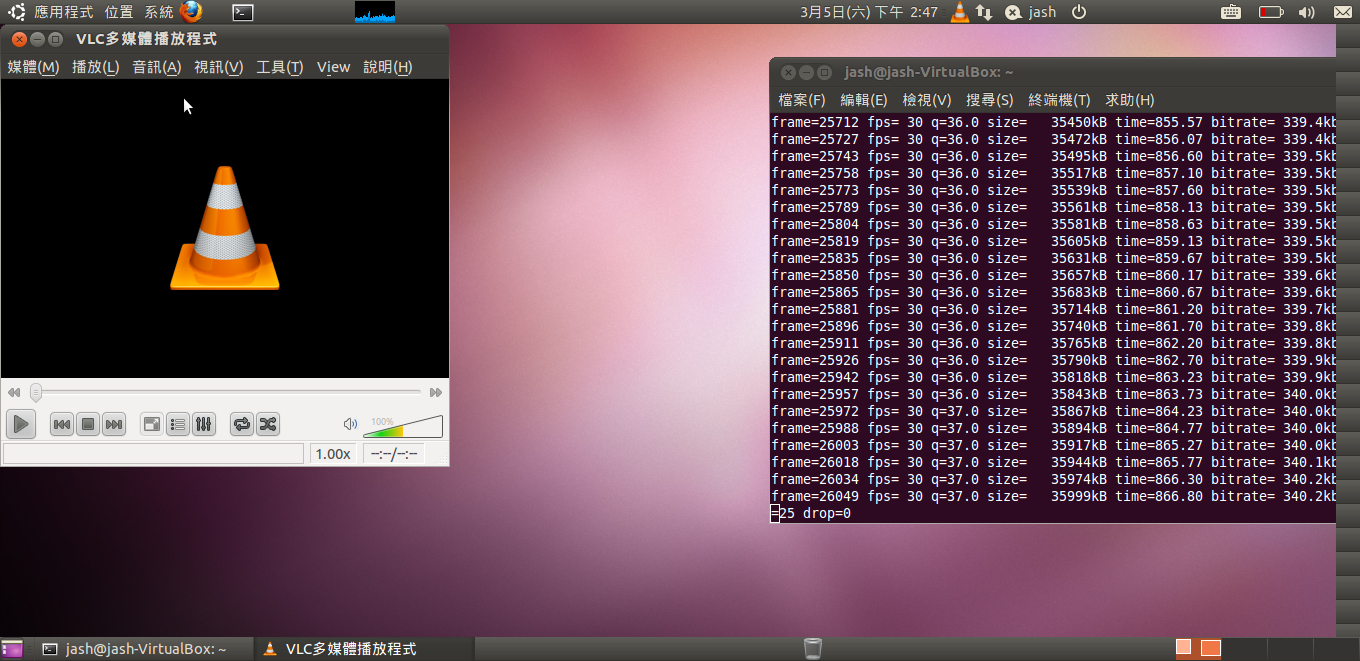 應用程式 位置 系統 3月5日(六) 下午 2:47 jash
VLC多媒體播放程式
媒體(M) 播放(L) 音訊(A) 視訊(V) 工具(T) View 說明(H)
100%
1.00x --:--/--:--
jash@jash-VirtualBox: ~
檔案(F) 編輯(E) 檢視(V) 搜尋(S) 終端機(T) 求助(H)
frame=25712 fps= 30 q=36.0 size=   35450kB time=855.57 bitrate= 339.4kb
frame=25727 fps= 30 q=36.0 size=   35472kB time=856.07 bitrate= 339.4kb
frame=25743 fps= 30 q=36.0 size=   35495kB time=856.60 bitrate= 339.5kb
frame=25758 fps= 30 q=36.0 size=   35517kB time=857.10 bitrate= 339.5kb
frame=25773 fps= 30 q=36.0 size=   35539kB time=857.60 bitrate= 339.5kb
frame=25789 fps= 30 q=36.0 size=   35561kB time=858.13 bitrate= 339.5kb
frame=25804 fps= 30 q=36.0 size=   35581kB time=858.63 bitrate= 339.5kb
frame=25819 fps= 30 q=36.0 size=   35605kB time=859.13 bitrate= 339.5kb
frame=25835 fps= 30 q=36.0 size=   35631kB time=859.67 bitrate= 339.5kb
frame=25850 fps= 30 q=36.0 size=   35657kB time=860.17 bitrate= 339.6kb
frame=25865 fps= 30 q=36.0 size=   35683kB time=860.67 bitrate= 339.6kb
frame=25881 fps= 30 q=36.0 size=   35714kB time=861.20 bitrate= 339.7kb
frame=25896 fps= 30 q=36.0 size=   35740kB time=861.70 bitrate= 339.8kb
frame=25911 fps= 30 q=36.0 size=   35765kB time=862.20 bitrate= 339.8kb
frame=25926 fps= 30 q=36.0 size=   35790kB time=862.70 bitrate= 339.9kb
frame=25942 fps= 30 q=36.0 size=   35818kB time=863.23 bitrate= 339.9kb
frame=25957 fps= 30 q=36.0 size=   35843kB time=863.73 bitrate= 340.0kb
frame=25972 fps= 30 q=37.0 size=   35867kB time=864.23 bitrate= 340.0kb
frame=25988 fps= 30 q=37.0 size=   35894kB time=864.77 bitrate= 340.0kb
frame=26003 fps= 30 q=37.0 size=   35917kB time=865.27 bitrate= 340.0kb
frame=26018 fps= 30 q=37.0 size=   35944kB time=865.77 bitrate= 340.1kb
frame=26034 fps= 30 q=37.0 size=   35974kB time=866.30 bitrate= 340.2kb
frame=26049 fps= 30 q=37.0 size=   35999kB time=866.80 bitrate= 340.2kb
=25 drop=0
jash@jash-VirtualBox: ~ VLC多媒體播放程式